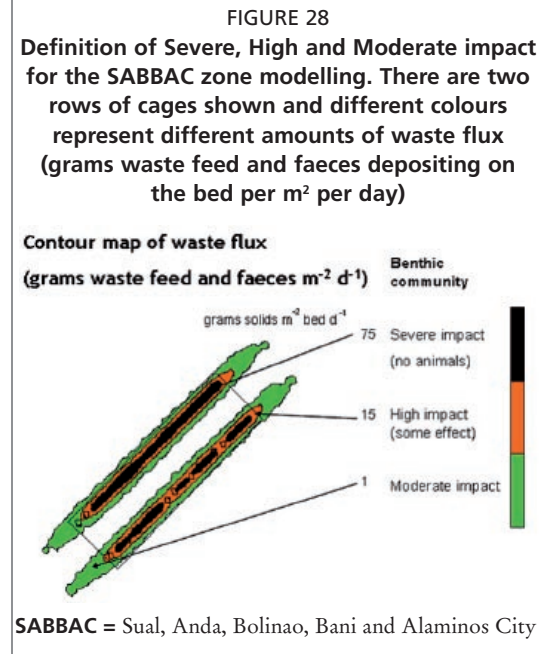 FIGURE 28
Definition of Severe, High and Moderate impact
for the SABBAC zone modelling. There are two
rows of cages shown and different colours
represent different amounts of waste flux
(grams waste feed and faeces depositing on
the bed per m² per day)
Contour map of waste flux
(grams waste feed and faeces m⁻² d⁻¹)
Benthic
community
grams solids m⁻² bed d⁻¹
75 Severe impact
(no animals)
15 High impact
(some effect)
1 Moderate impact
SABBAC = Sual, Anda, Bolinao, Bani and Alaminos City